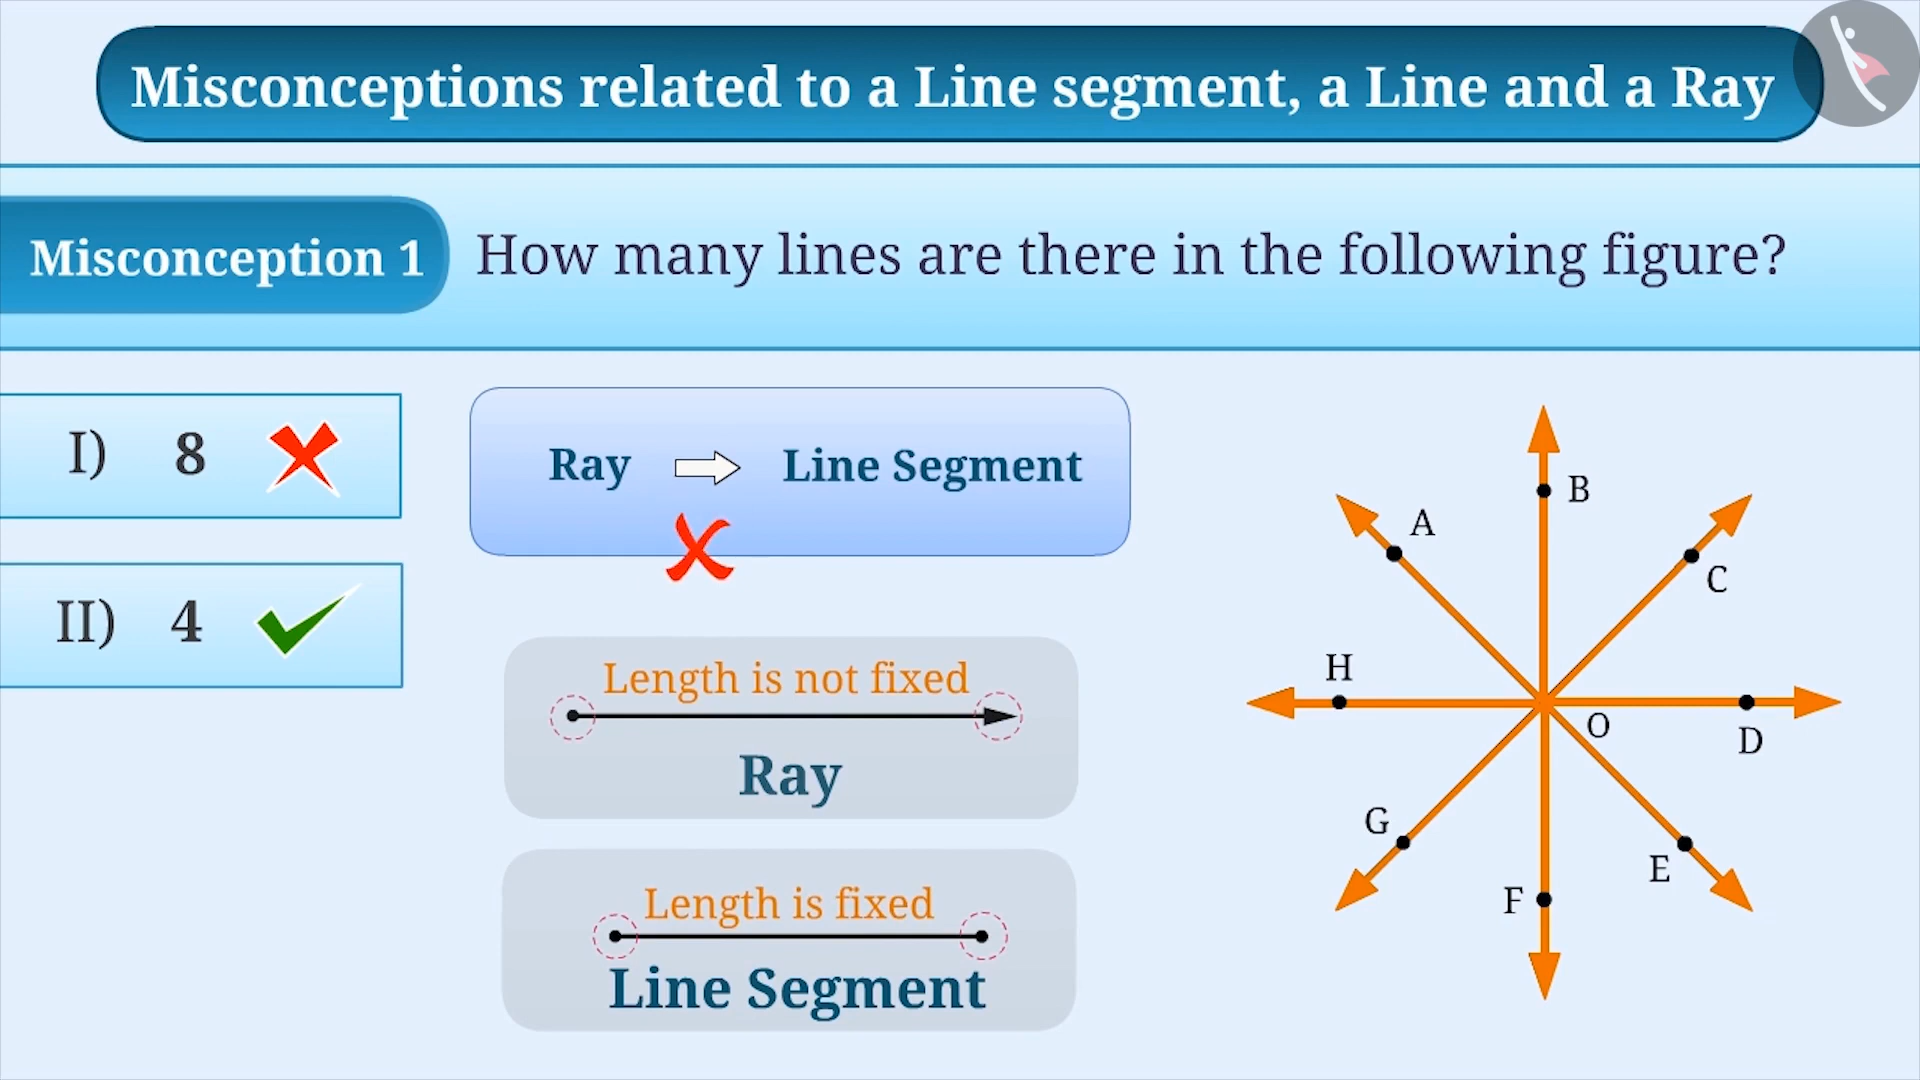 Misconceptions related to a Line segment, a Line and a Ray
Misconception 1
How many lines are there in the following figure?
I) 8
II) 4
Ray
Line Segment
Length is not fixed
Ray
Length is fixed
Line Segment
B
A
C
H
O
D
G
E
F